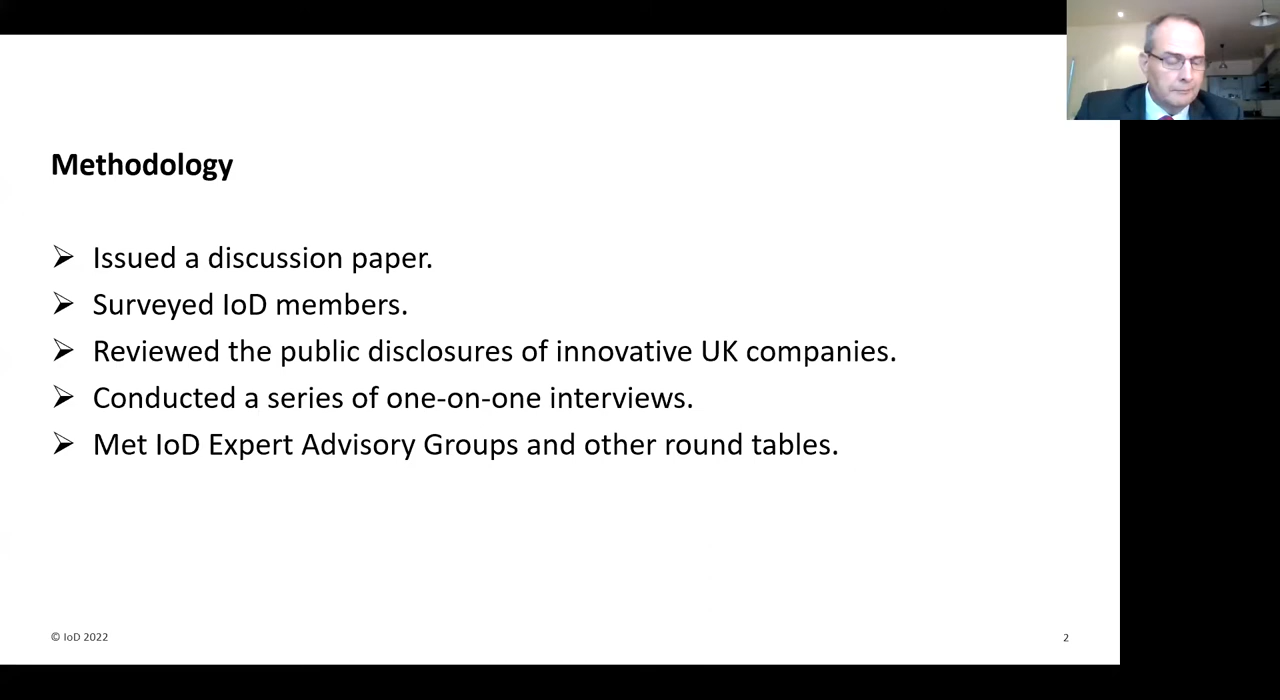 Methodology
Issued a discussion paper.
Surveyed IoD members.
Reviewed the public disclosures of innovative UK companies.
Conducted a series of one-on-one interviews.
Met IoD Expert Advisory Groups and other round tables.
© IoD 2022
2